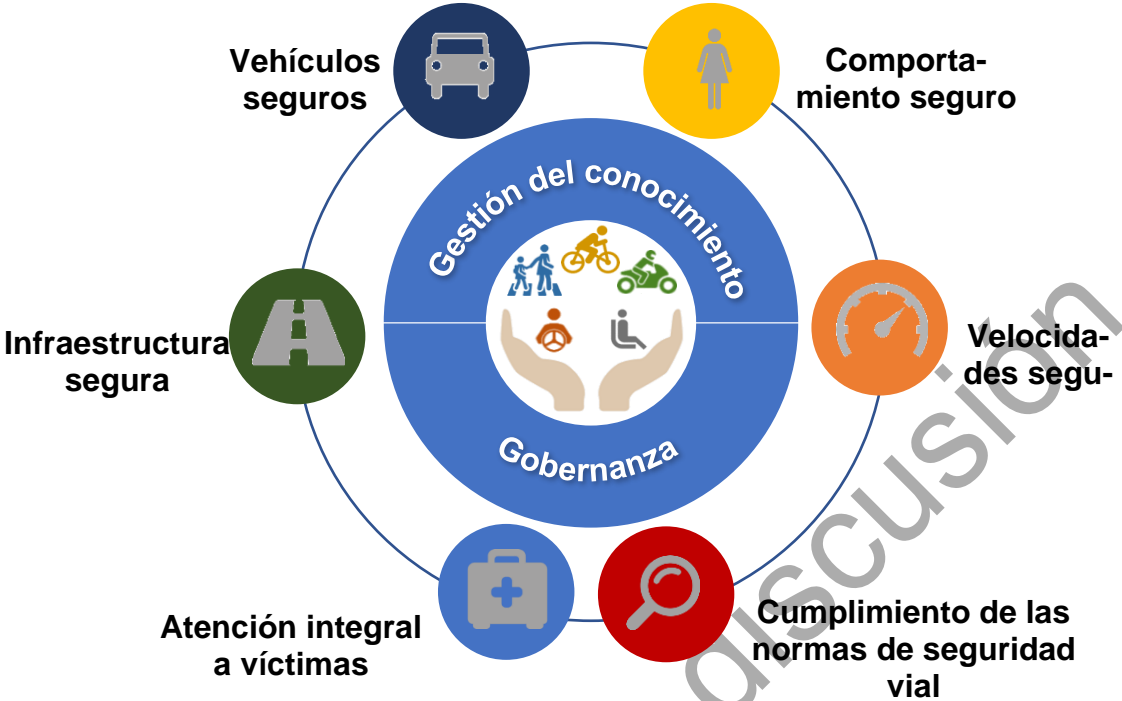 Vehículos
seguros
Comporta-
miento seguro
Gestión del conocimiento
Infraestructura
segura
Velocida-
des segu-
Gobernanza
Atención integral
a víctimas
Cumplimiento de las
normas de seguridad
vial
discusión